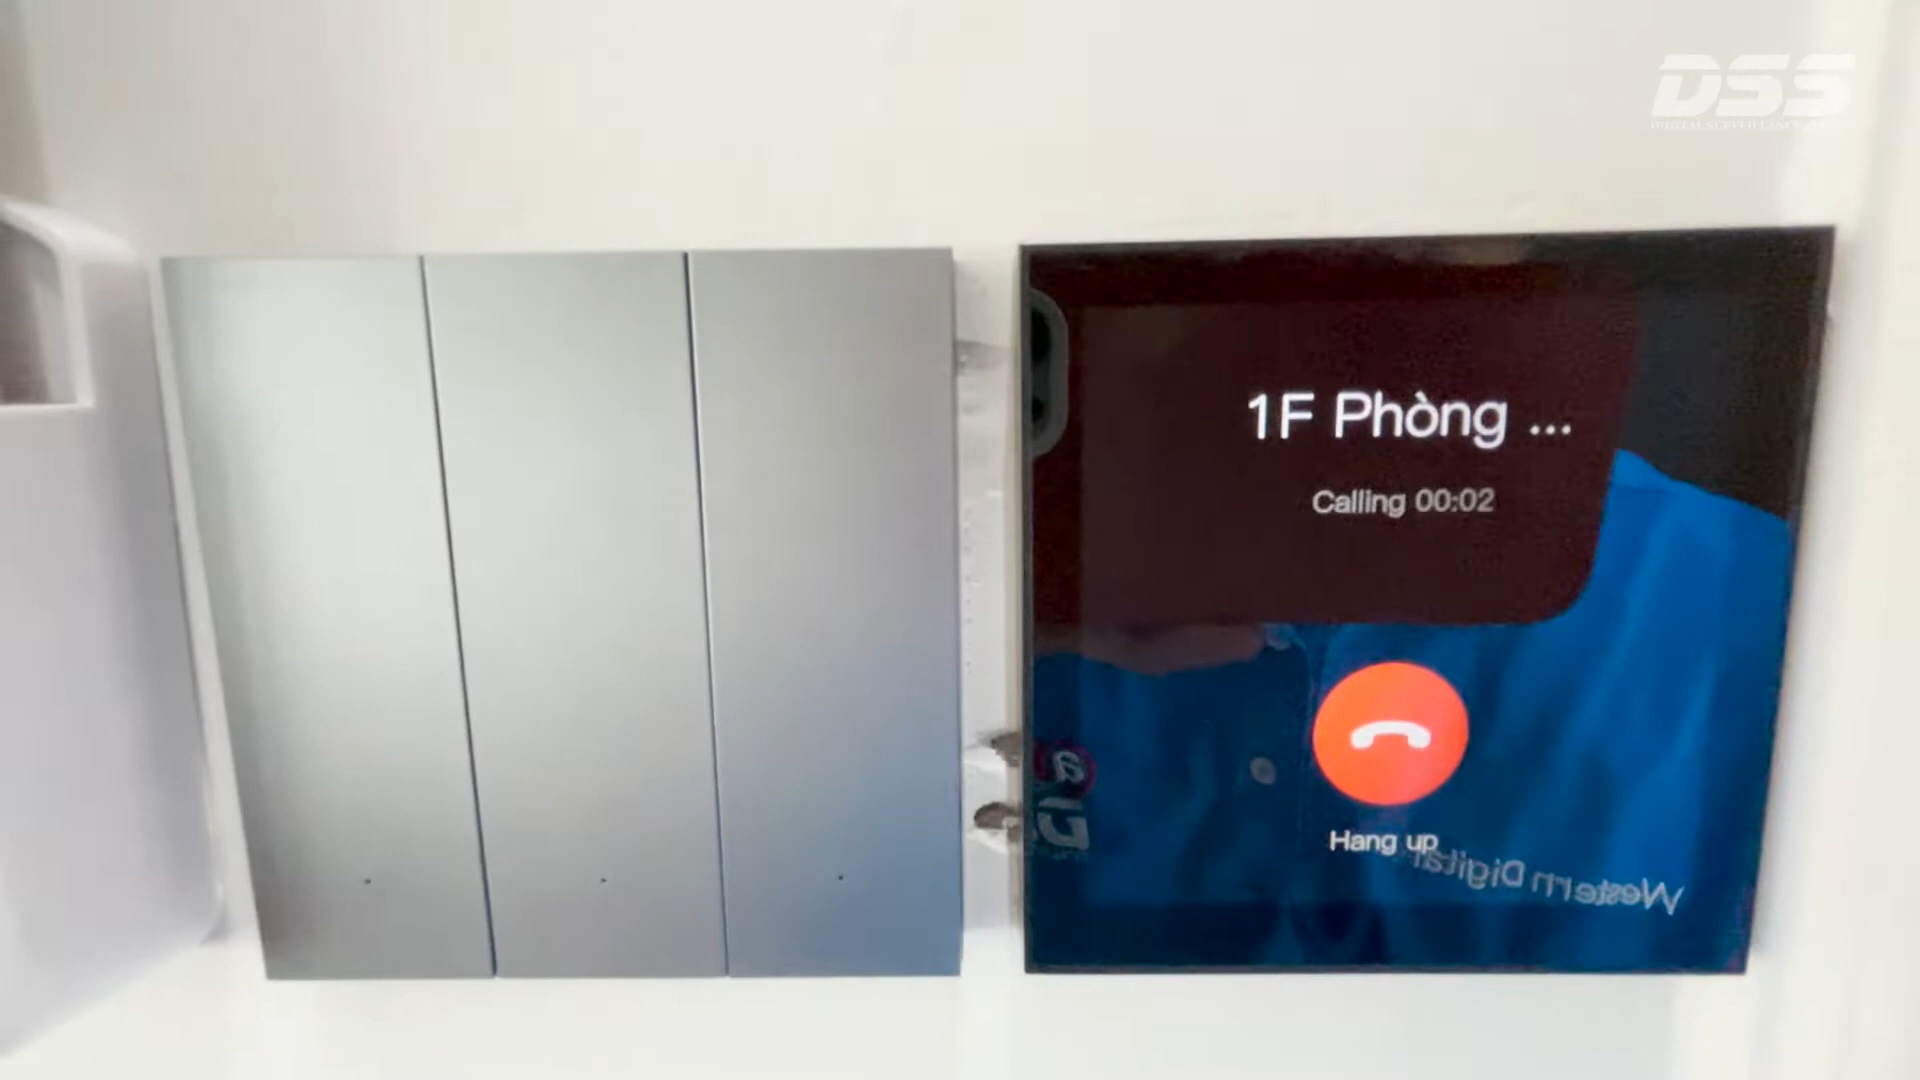 DSS
1F Phòng ...
Calling 00:02
Hang up
Western Digital